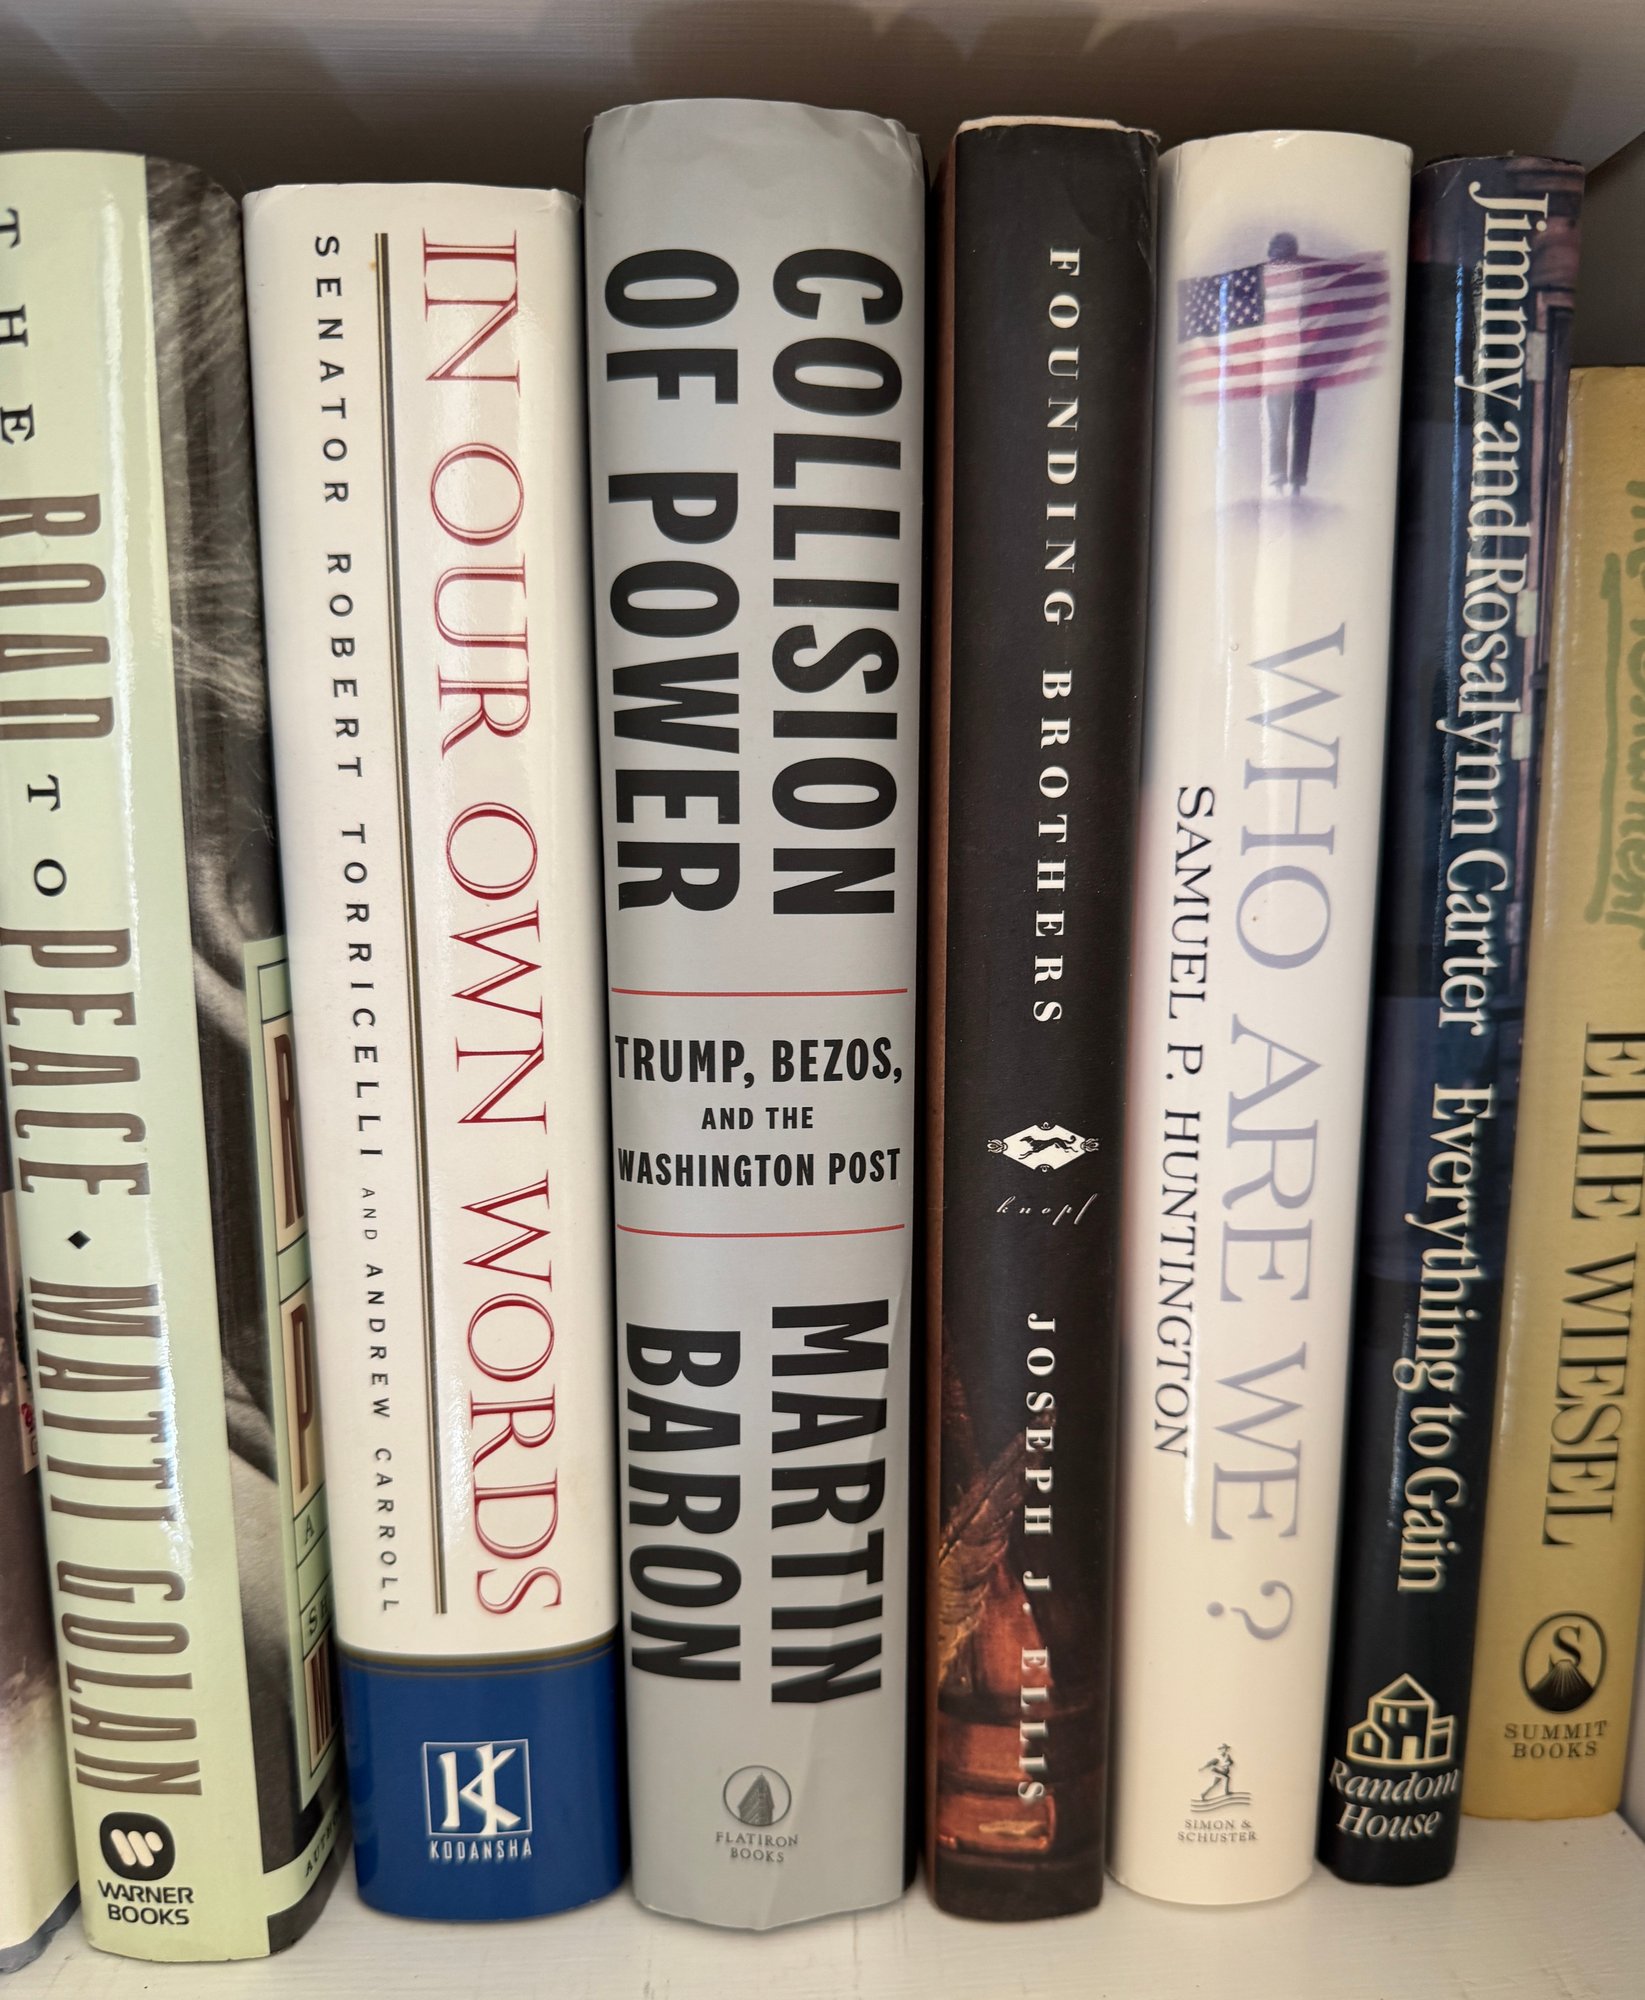 THE ROAD TO PEACE ♦ MATTI GOLAN
WARNER BOOKS
R
P
A
SH
M
AUTH
IN OUR OWN WORDS
SENATOR ROBERT TORRICELLI AND ANDREW CARROLL
KODANSHA
COLLISION
OF POWER
TRUMP, BEZOS,
AND THE
WASHINGTON POST
MARTIN
BARON
FLATIRON
BOOKS
FOUNDING BROTHERS
knopf
JOSEPH J. ELLIS
WHO ARE WE?
SAMUEL P. HUNTINGTON
SIMON &
SCHUSTER
Jimmy and Rosalynn Carter Everything to Gain
Random
House
ELIE WIESEL
S
SUMMIT
BOOKS